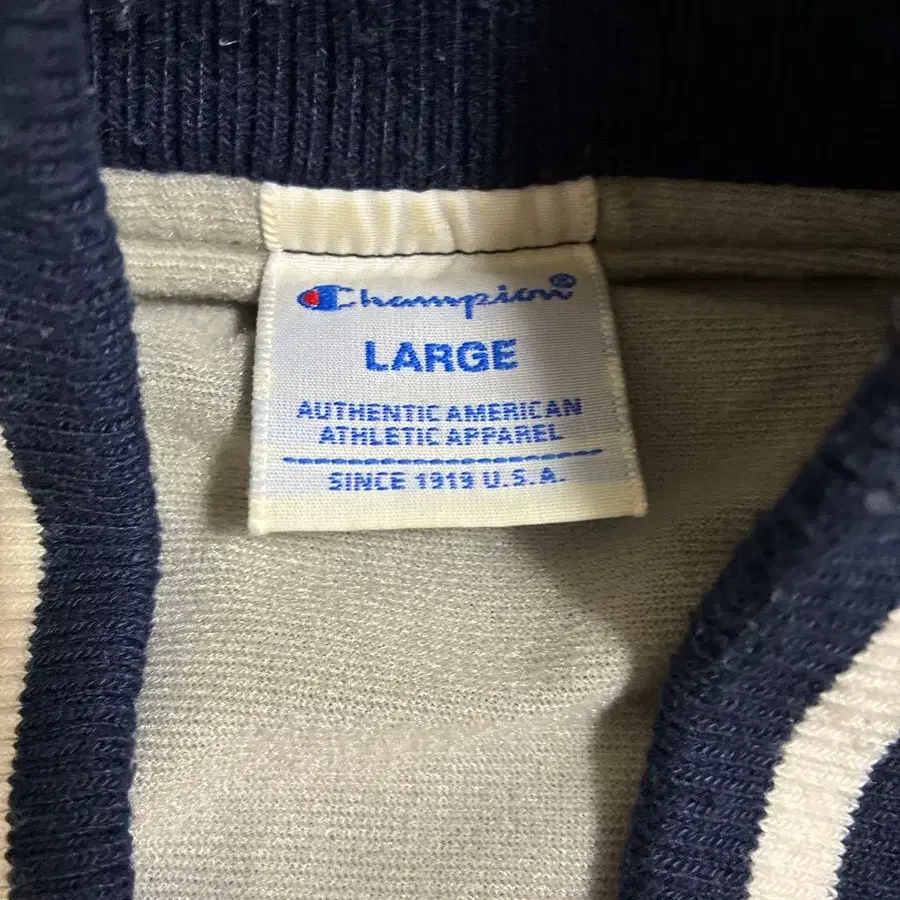 Champion®
LARGE
AUTHENTIC AMERICAN
ATHLETIC APPAREL
SINCE 1919 U.S.A.